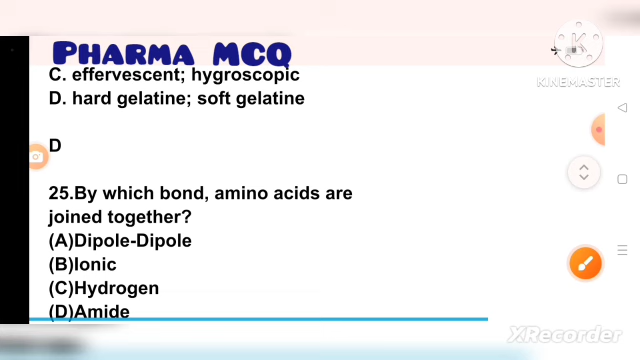 PHARMA MCQ
KINEMASTER
C. effervescent; hygroscopic
D. hard gelatine; soft gelatine
D
25.By which bond, amino acids are
joined together?
(A)Dipole-Dipole
(B)Ionic
(C)Hydrogen
(D)Amide
XRecorder